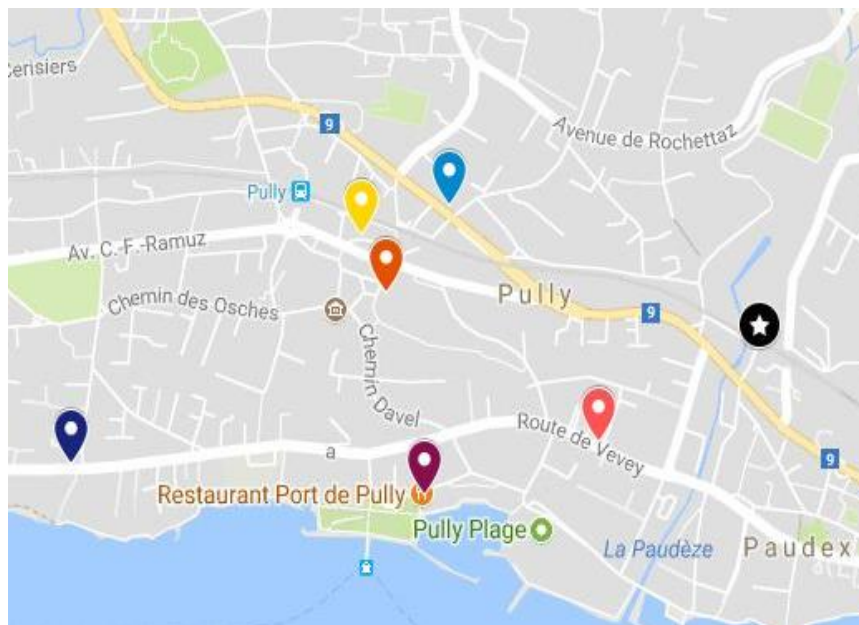 Cerisiers
9
Avenue de Rochettaz
Pully
Av. C.-F.-Ramuz
Pully
Chemin des Osches
9
Chemin Davel
Route de Vevey
a
9
Restaurant Port de Pully
Pully Plage
La Paudèze
Paudex